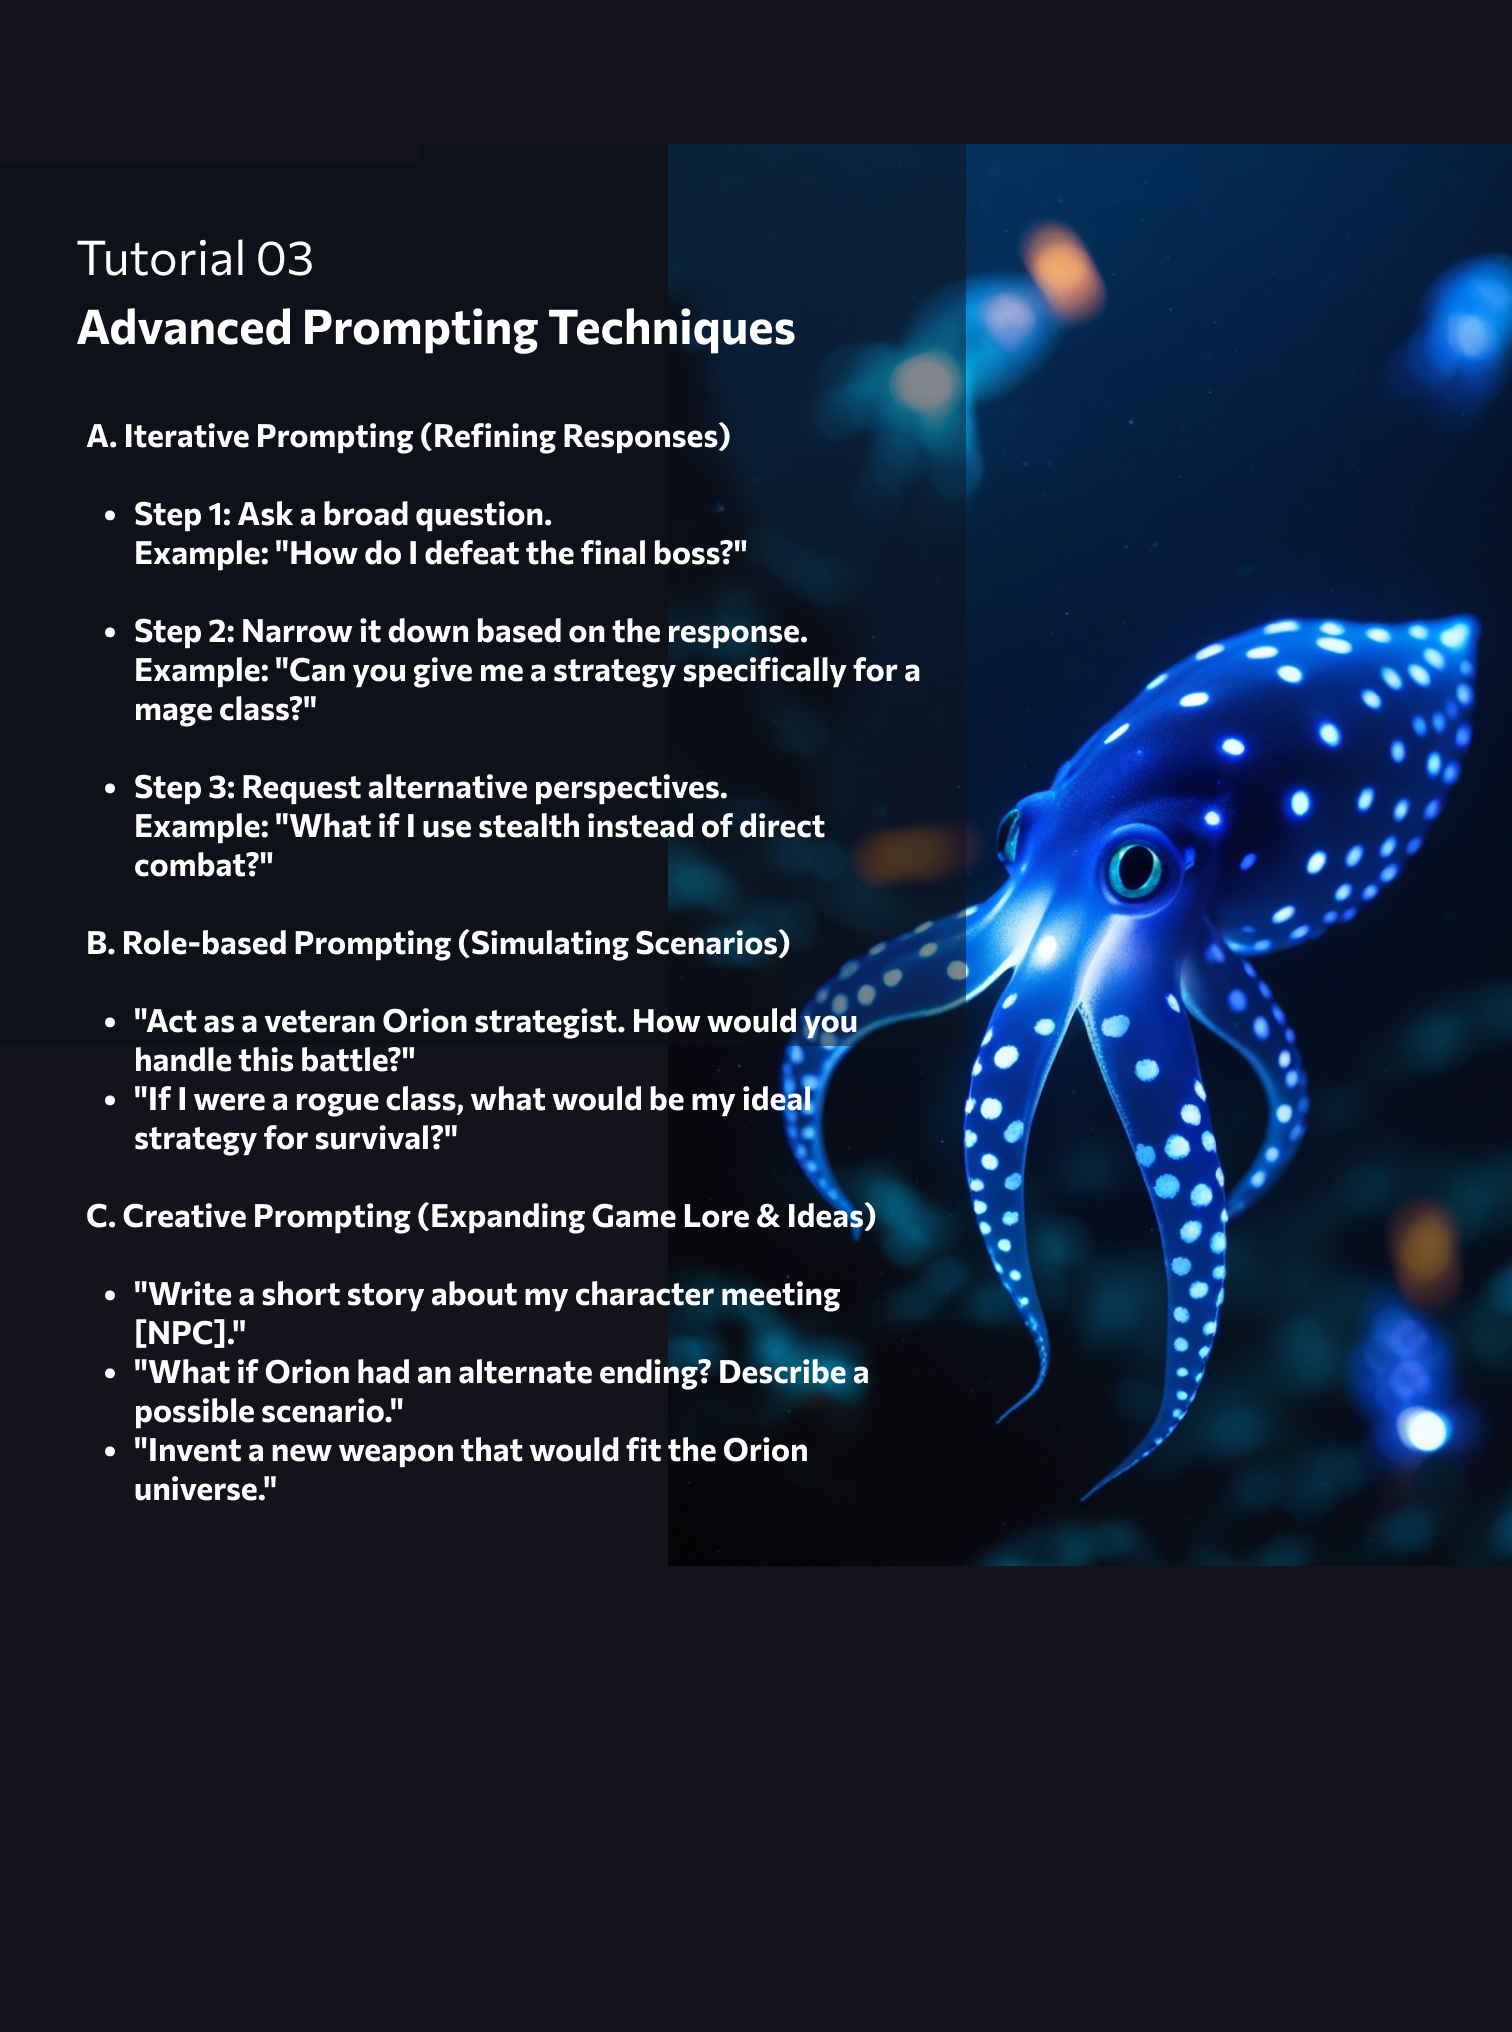 Tutorial 03
Advanced Prompting Techniques
A. Iterative Prompting (Refining Responses)
• Step 1: Ask a broad question.
Example: "How do I defeat the final boss?"
• Step 2: Narrow it down based on the response.
Example: "Can you give me a strategy specifically for a
mage class?"
• Step 3: Request alternative perspectives.
Example: "What if I use stealth instead of direct
combat?"
B. Role-based Prompting (Simulating Scenarios)
• "Act as a veteran Orion strategist. How would you
handle this battle?"
• "If I were a rogue class, what would be my ideal
strategy for survival?"
C. Creative Prompting (Expanding Game Lore & Ideas)
• "Write a short story about my character meeting
[NPC]."
• "What if Orion had an alternate ending? Describe a
possible scenario."
• "Invent a new weapon that would fit the Orion
universe."